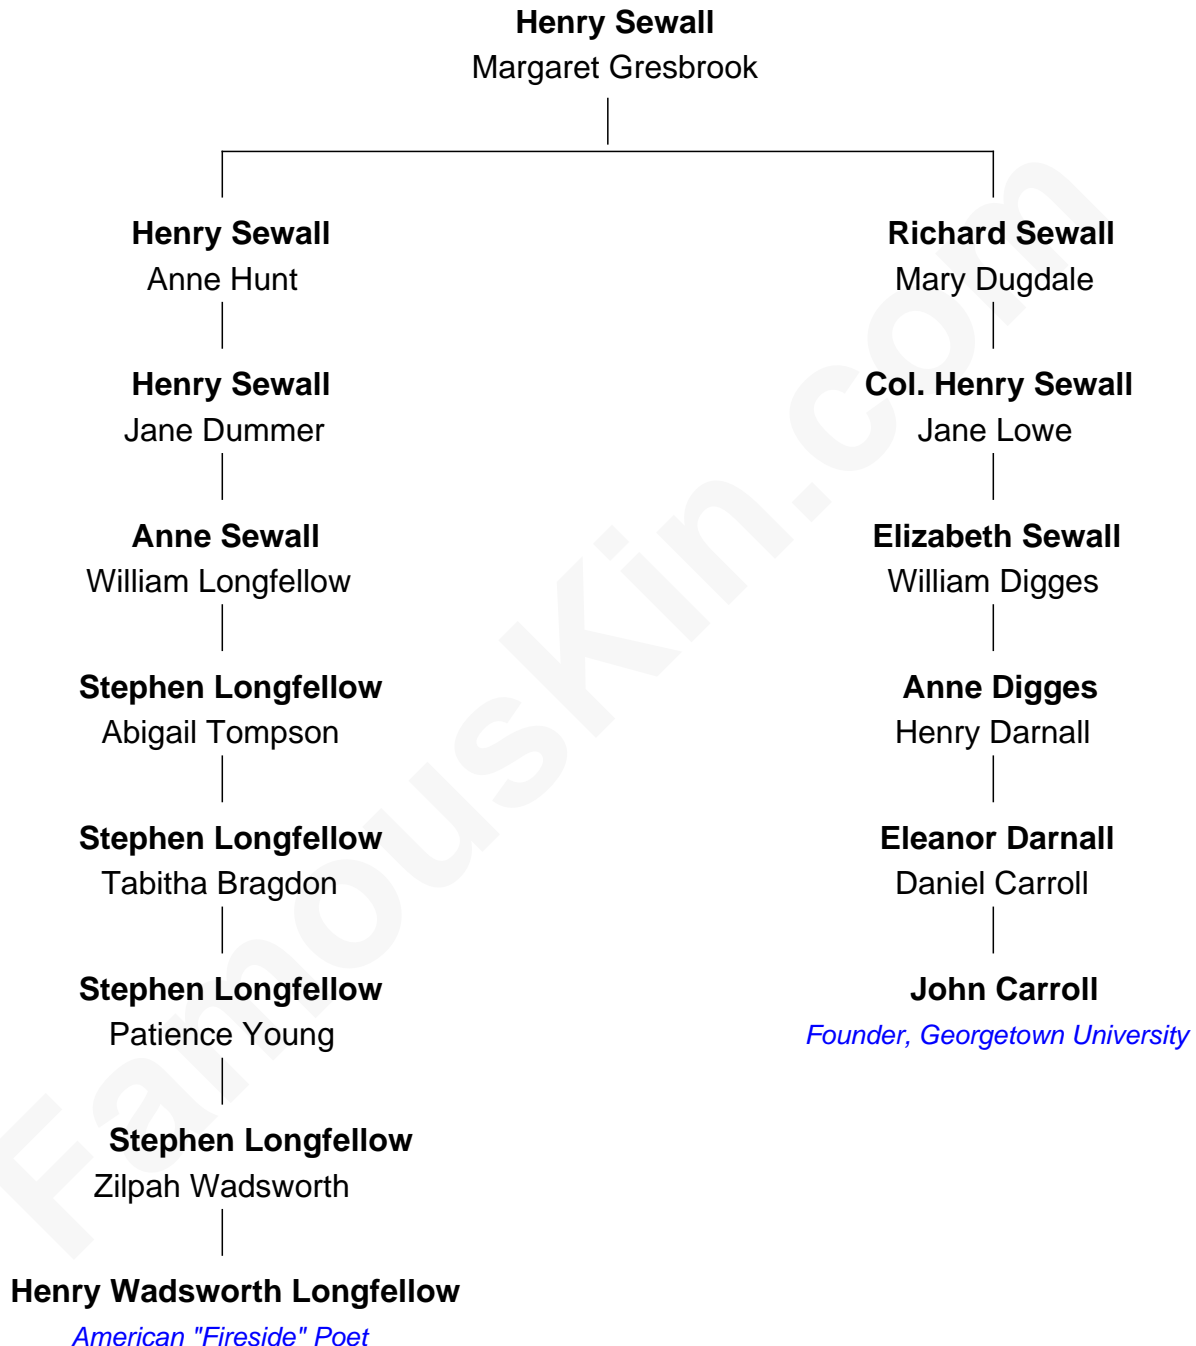 Henry Sewall
Margaret Gresbrook
Henry Sewall
Anne Hunt
Richard Sewall
Mary Dugdale
Henry Sewall
Jane Dummer
Col. Henry Sewall
Jane Lowe
Anne Sewall
William Longfellow
Elizabeth Sewall
William Digges
Stephen Longfellow
Abigail Tompson
Anne Digges
Henry Darnall
Stephen Longfellow
Tabitha Bragdon
Eleanor Darnall
Daniel Carroll
Stephen Longfellow
Patience Young
John Carroll
Founder, Georgetown University
Stephen Longfellow
Zilpah Wadsworth
Henry Wadsworth Longfellow
American "Fireside" Poet
FamousKin.com